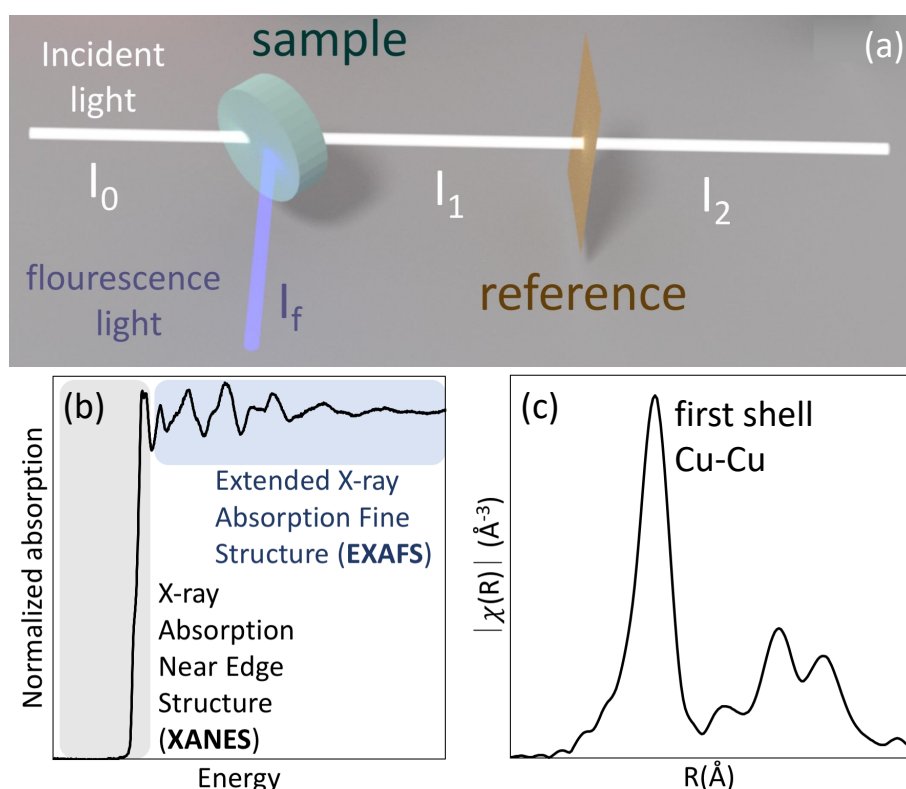 sample
(a)
Incident
light
I0
I1
I2
flourescence
light
If
reference
(b)
Normalized absorption
Extended X-ray
Absorption Fine
Structure (EXAFS)
X-ray
Absorption
Near Edge
Structure
(XANES)
Energy
(c)
first shell
Cu-Cu
|χ(R)| (Å-3)
R(Å)